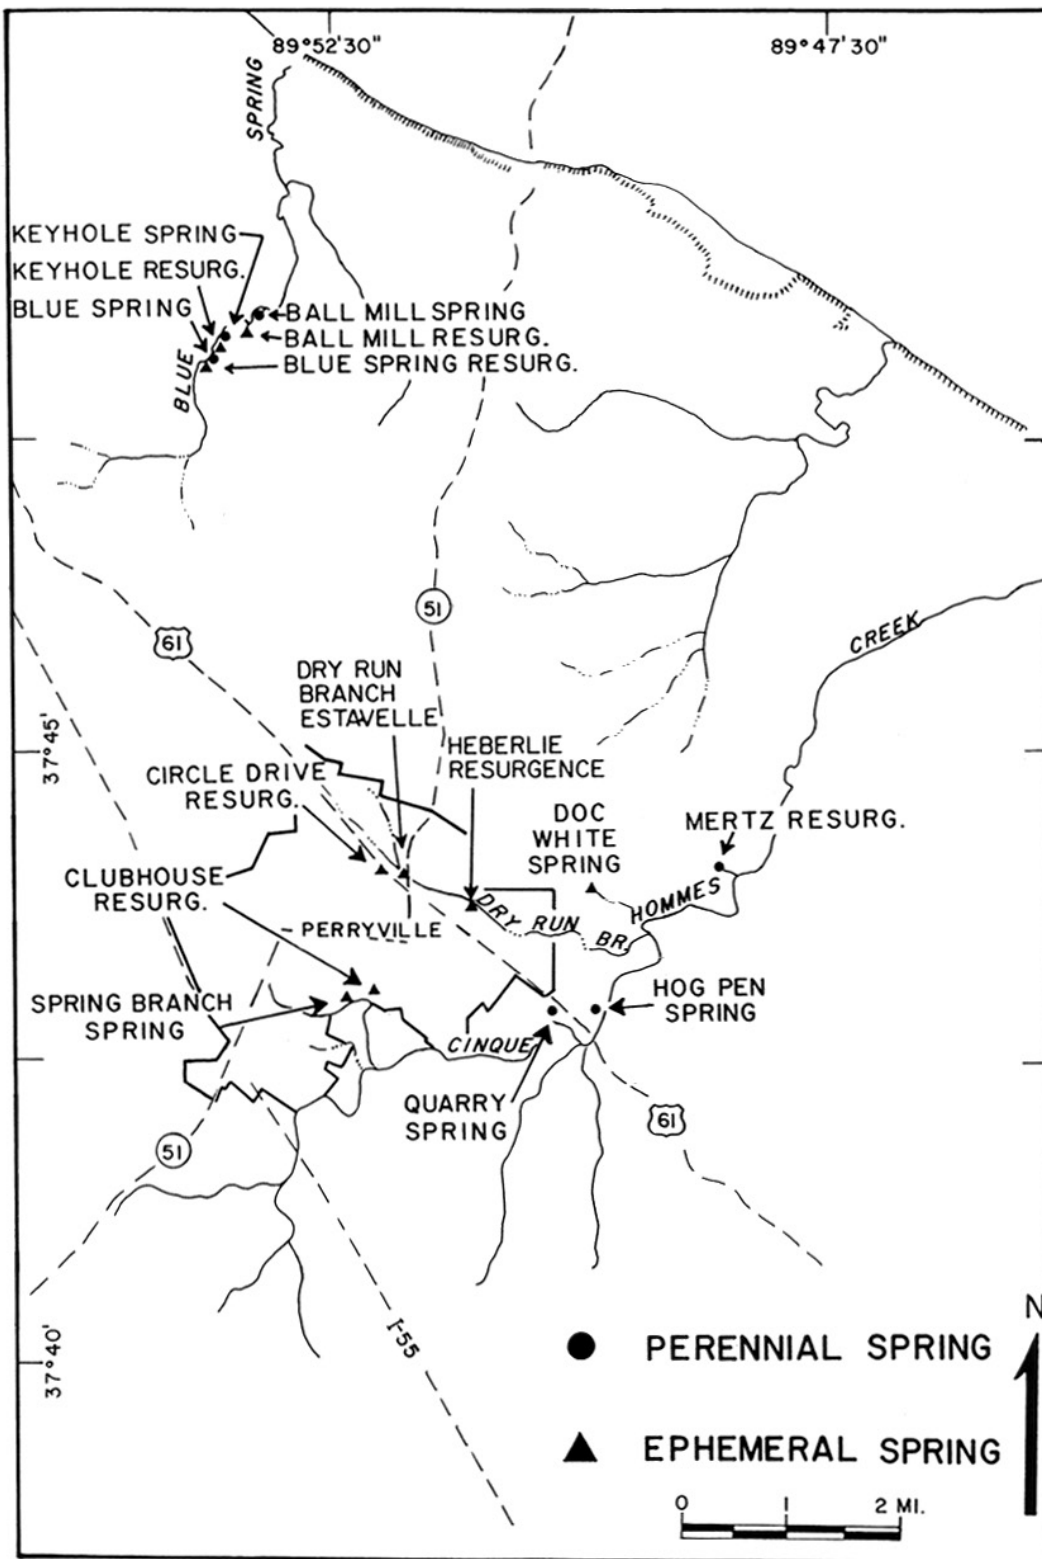 89°52'30"
89°47'30"
SPRING
KEYHOLE SPRING
KEYHOLE RESURG.
BLUE SPRING
BALL MILL SPRING
BALL MILL RESURG.
BLUE SPRING RESURG.
BLUE
51
61
CREEK
DRY RUN
BRANCH
ESTAVELLE
37°45'
HEBERLIE
RESURGENCE
CIRCLE DRIVE
RESURG.
DOC
WHITE
SPRING
MERTZ RESURG.
CLUBHOUSE
RESURG.
HOMMES
DRY RUN BR.
PERRYVILLE
SPRING BRANCH
SPRING
HOG PEN
SPRING
CINQUE
QUARRY
SPRING
61
51
I-55
37°40'
N
PERENNIAL SPRING
EPHEMERAL SPRING
0 1 2 MI.